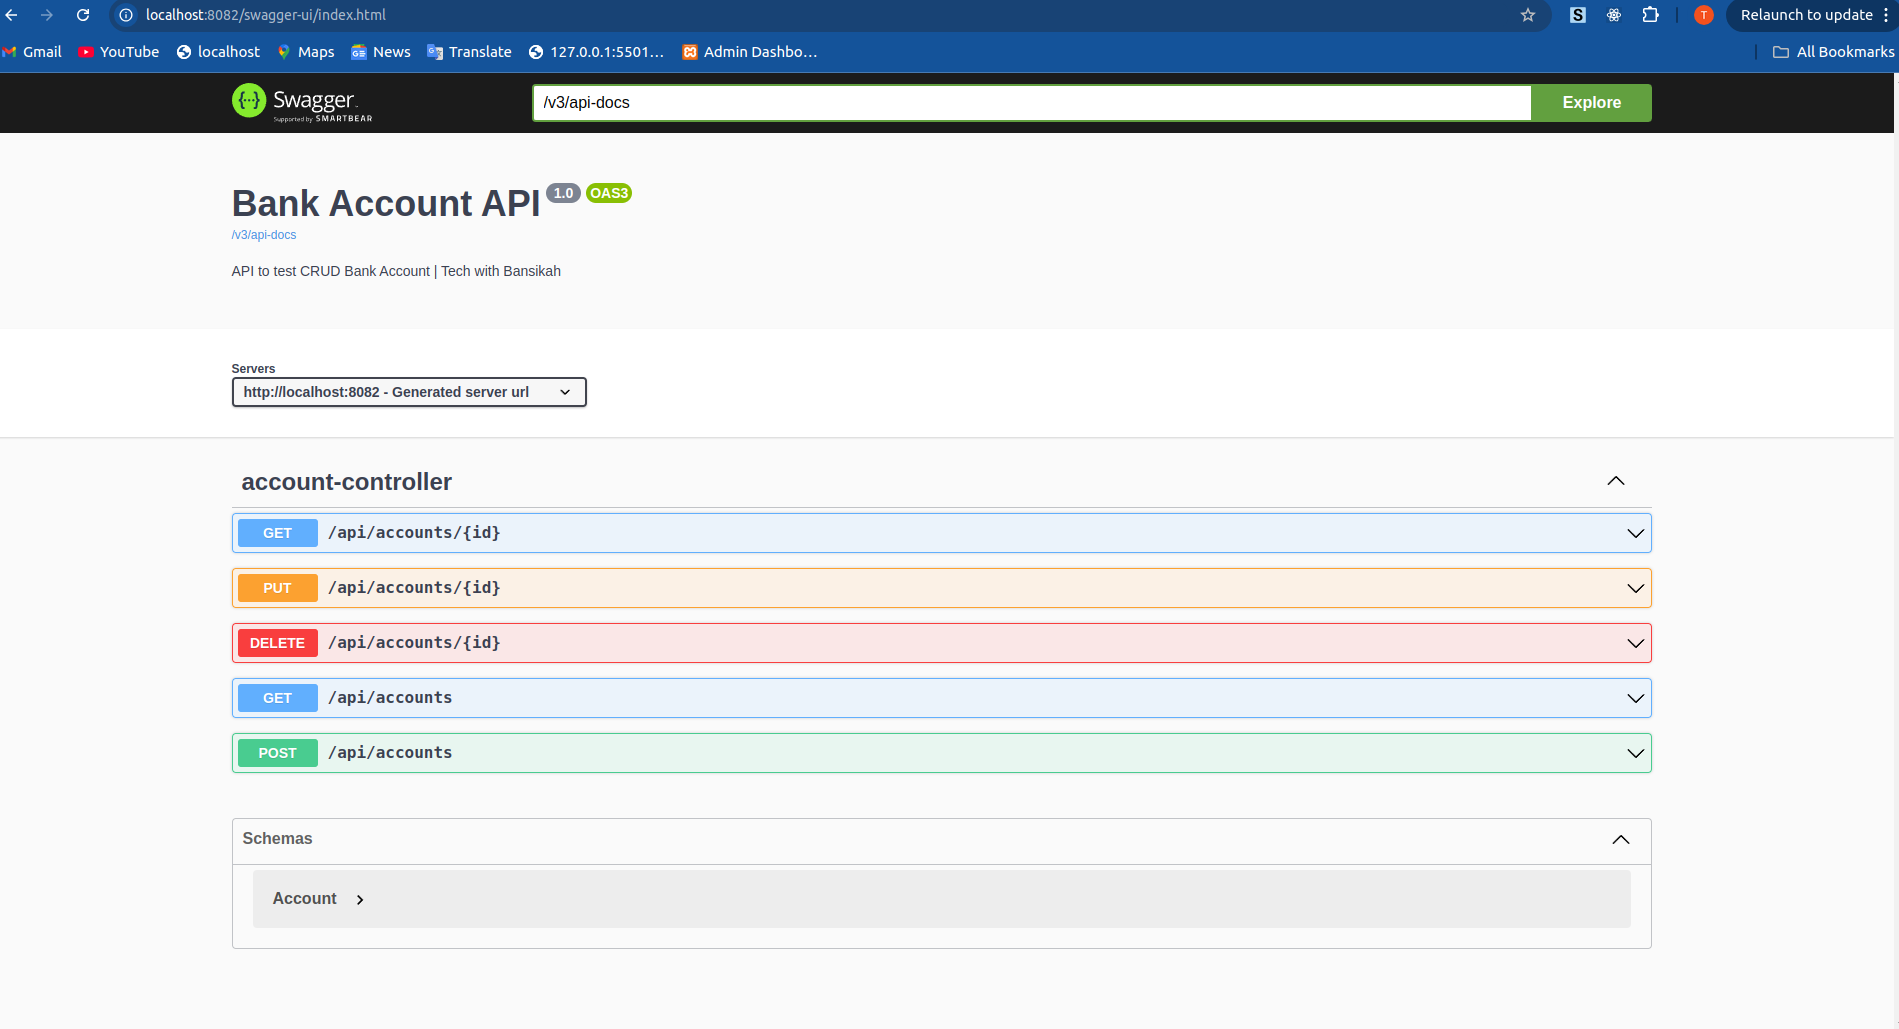 localhost:8082/swagger-ui/index.html
S
T
Relaunch to update
Gmail
YouTube
localhost
Maps
News
Translate
127.0.0.1:5501...
Admin Dashbo...
All Bookmarks
{···} Swagger
Supported by SMARTBEAR
/v3/api-docs
Explore
Bank Account API 1.0 OAS3
/v3/api-docs
API to test CRUD Bank Account | Tech with Bansikah
Servers
http://localhost:8082 - Generated server url
account-controller
GET /api/accounts/{id}
PUT /api/accounts/{id}
DELETE /api/accounts/{id}
GET /api/accounts
POST /api/accounts
Schemas
Account